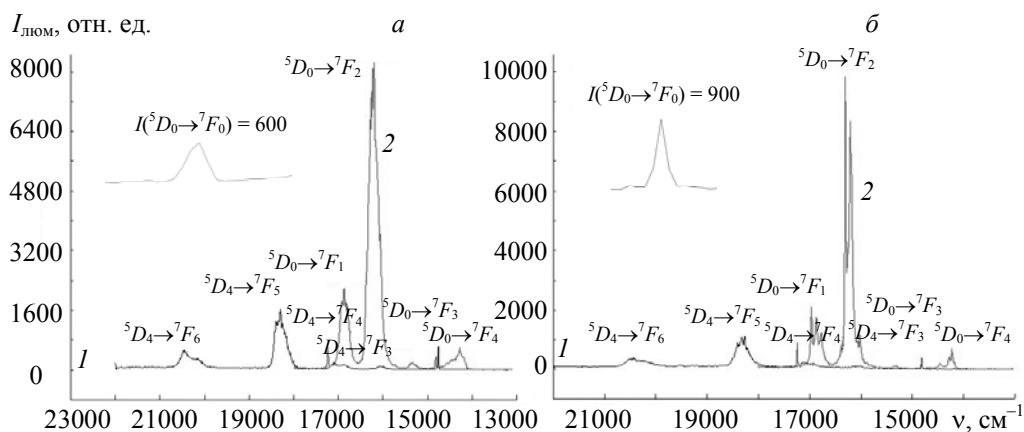 Iлюм, отн. ед.
а
б
8000
6400
4800
3200
1600
0
⁵D₀→⁷F₂
I(⁵D₀→⁷F₀) = 600
2
⁵D₀→⁷F₁
⁵D₄→⁷F₅
⁵D₄→⁷F₄
⁵D₀→⁷F₃
⁵D₄→⁷F₆
⁵D₄→⁷F₃
⁵D₀→⁷F₄
1
23000 21000 19000 17000 15000 13000
10000
8000
6000
4000
2000
0
⁵D₀→⁷F₂
I(⁵D₀→⁷F₀) = 900
2
⁵D₀→⁷F₁
⁵D₀→⁷F₃
⁵D₄→⁷F₅
⁵D₄→⁷F₆
⁵D₄→⁷F₄
⁵D₄→⁷F₃
⁵D₀→⁷F₄
1
21000 19000 17000 15000 ν, см⁻¹